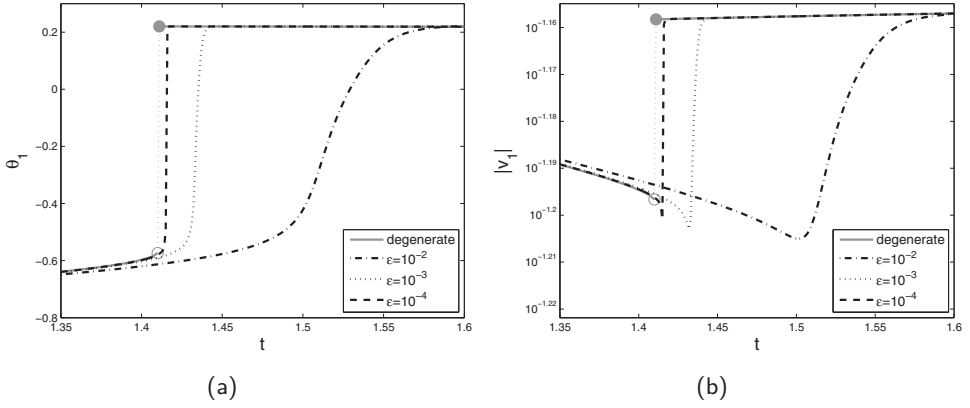 0.2
0
−0.2
−0.4
−0.6
−0.8
θ₁
1.35 1.4 1.45 1.5 1.55 1.6
t
degenerate
ε=10⁻²
ε=10⁻³
ε=10⁻⁴
(a)
10⁻¹·¹⁶
10⁻¹·¹⁷
10⁻¹·¹⁸
10⁻¹·¹⁹
10⁻¹·²
10⁻¹·²¹
10⁻¹·²²
|v₁|
1.35 1.4 1.45 1.5 1.55 1.6
t
degenerate
ε=10⁻²
ε=10⁻³
ε=10⁻⁴
(b)